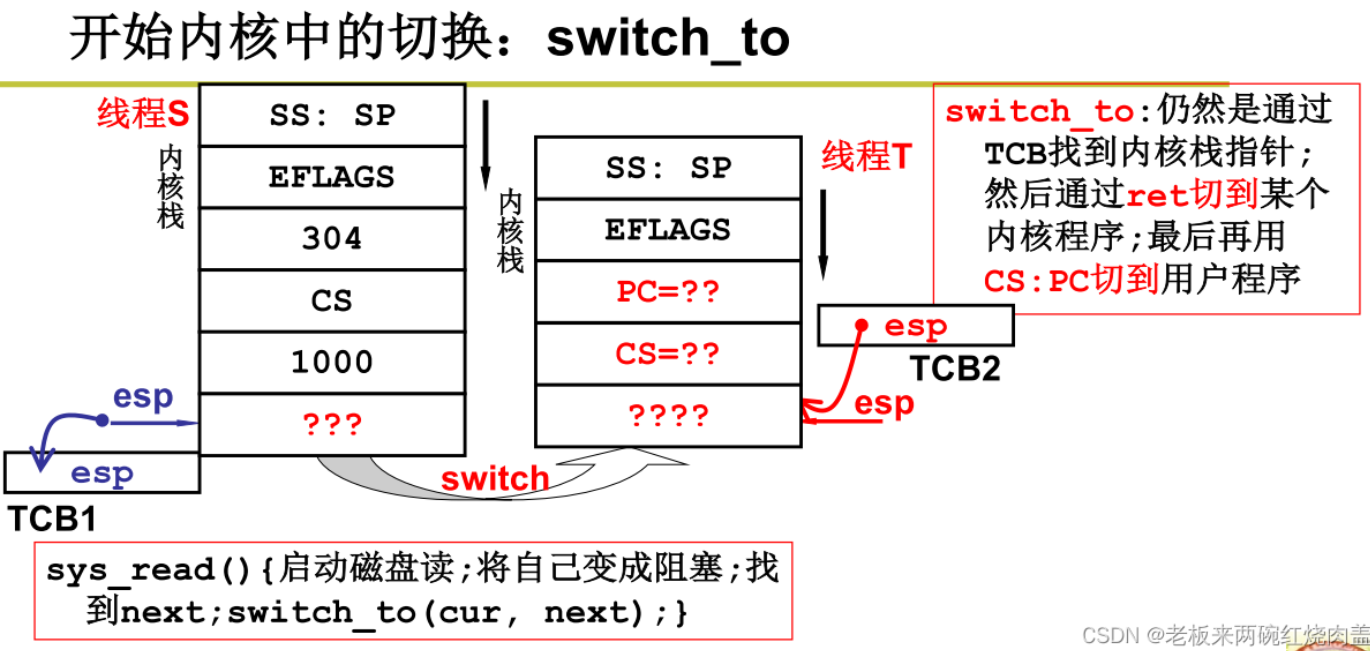 开始内核中的切换：switch_to
线程S
内核栈
SS: SP
EFLAGS
304
CS
1000
???
esp
esp
TCB1
内核栈
SS: SP
EFLAGS
PC=??
CS=??
????
线程T
esp
TCB2
esp
switch
switch_to:仍然是通过
TCB找到内核栈指针;
然后通过ret切到某个
内核程序;最后再用
CS:PC切到用户程序
sys_read(){启动磁盘读;将自己变成阻塞;找
到next;switch_to(cur, next);}
CSDN @老板来两碗红烧肉盖